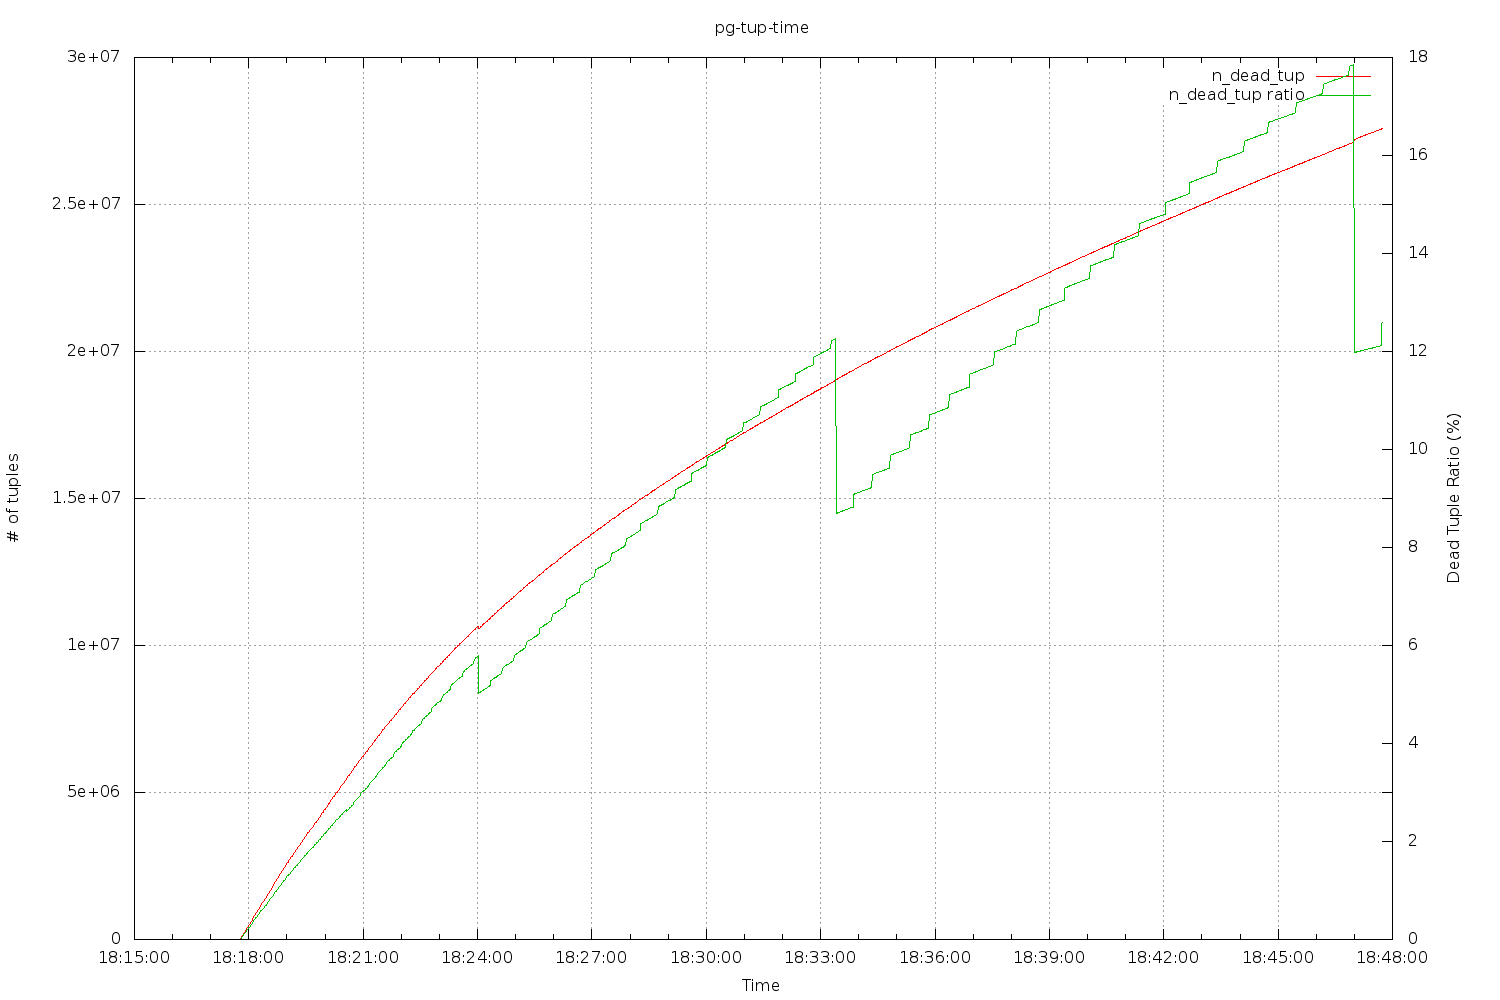 pg-tup-time
3e+07
2.5e+07
2e+07
1.5e+07
1e+07
5e+06
0
# of tuples
n_dead_tup
n_dead_tup ratio
18
16
14
12
10
8
6
4
2
0
Dead Tuple Ratio (%)
18:15:00 18:18:00 18:21:00 18:24:00 18:27:00 18:30:00 18:33:00 18:36:00 18:39:00 18:42:00 18:45:00 18:48:00
Time